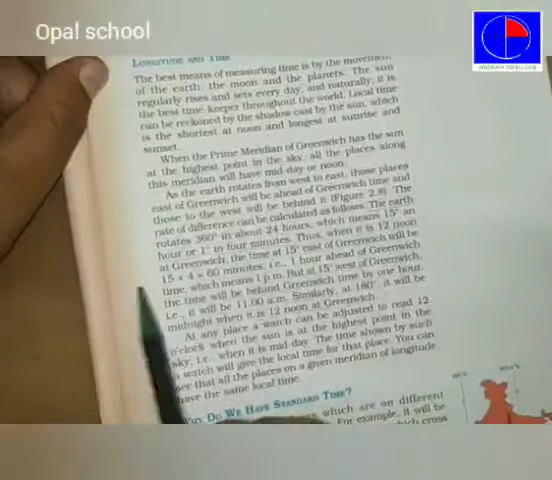 Opal school
LONGITUDE AND TIME
The best means of measuring time is by the movement
of the earth, the moon and the planets. The sun
regularly rises and sets every day, and naturally, it is
the best time-keeper throughout the world. Local time
can be reckoned by the shadow cast by the sun, which
is the shortest at noon and longest at sunrise and
sunset.
When the Prime Meridian of Greenwich has the sun
at the highest point in the sky, all the places along
this meridian will have mid-day or noon.
As the earth rotates from west to east, those places
east of Greenwich will be ahead of Greenwich time and
those to the west will be behind it (Figure 2.8). The
rate of difference can be calculated as follows. The earth
rotates 360° in about 24 hours, which means 15° an
hour or 1° in four minutes. Thus, when it is 12 noon
at Greenwich, the time at 15° east of Greenwich will be
15 × 4 = 60 minutes, i.e., 1 hour ahead of Greenwich
time, which means 1 p.m. But at 15° west of Greenwich,
the time will be behind Greenwich time by one hour,
i.e., it will be 11.00 a.m. Similarly, at 180°, it will be
midnight when it is 12 noon at Greenwich.
At any place a watch can be adjusted to read 12
o'clock when the sun is at the highest point in the
sky, i.e., when it is mid-day. The time shown by such
a watch will give the local time for that place. You can
see that all the places on a given meridian of longitude
have the same local time.
WHY DO WE HAVE STANDARD TIME?
which are on different
For example, it will be
which cross